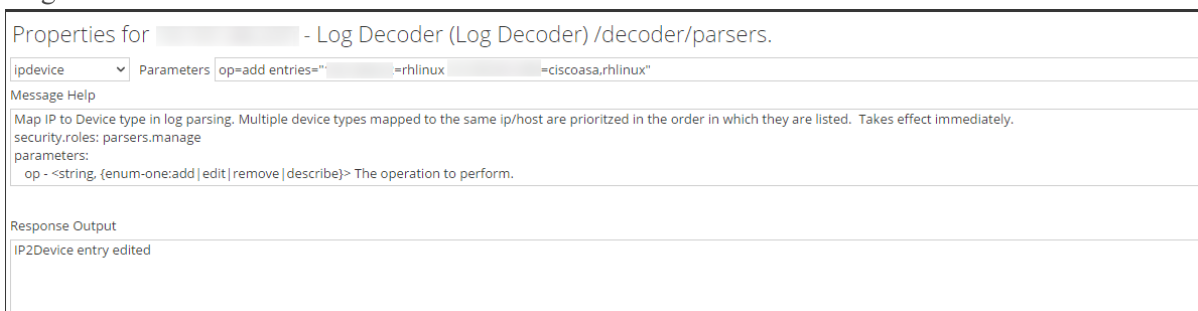 Properties for - Log Decoder (Log Decoder) /decoder/parsers.
ipdevice Parameters op=add entries=" =rhlinux =ciscoasa,rhlinux"
Message Help
Map IP to Device type in log parsing. Multiple device types mapped to the same ip/host are prioritzed in the order in which they are listed. Takes effect immediately.
security.roles: parsers.manage
parameters:
op - <string, {enum-one:add|edit|remove|describe}> The operation to perform.
Response Output
IP2Device entry edited